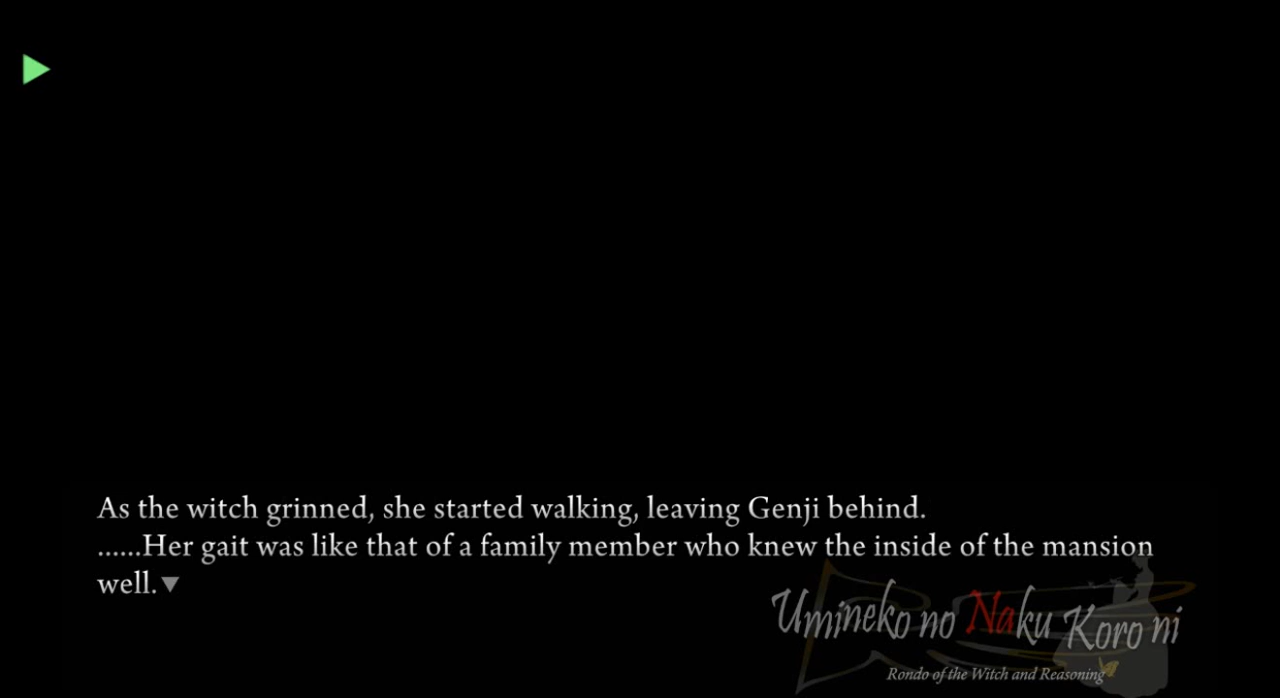 As the witch grinned, she started walking, leaving Genji behind.
......Her gait was like that of a family member who knew the inside of the mansion
well.
Umineko no Naku Koro ni
Rondo of the Witch and Reasoning